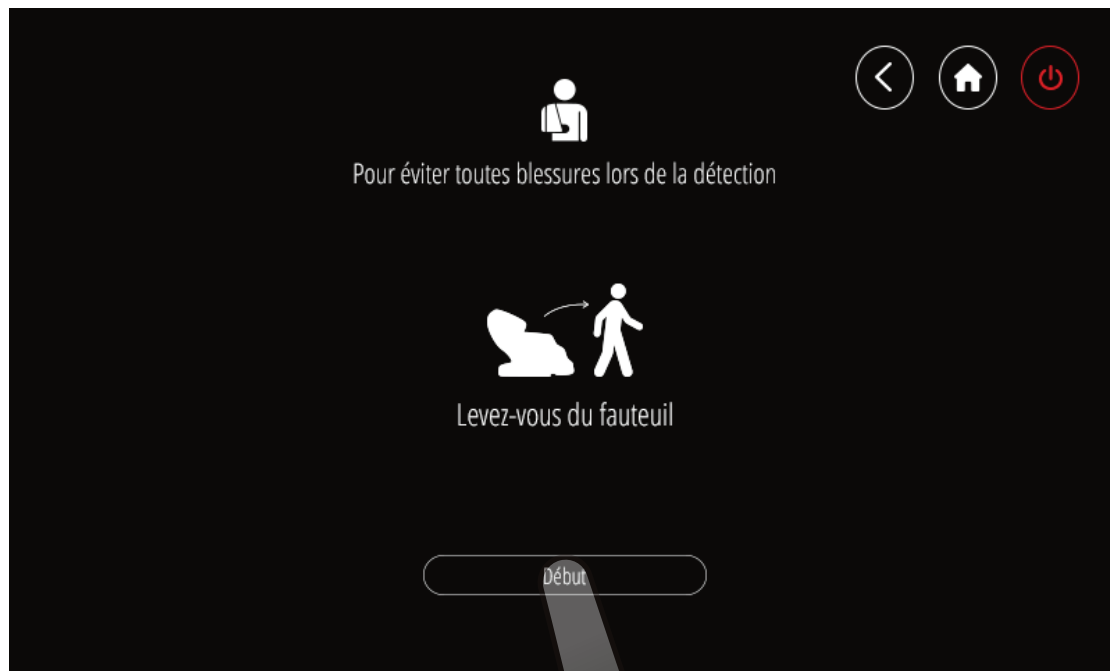 Pour éviter toutes blessures lors de la détection
Levez-vous du fauteuil
Début